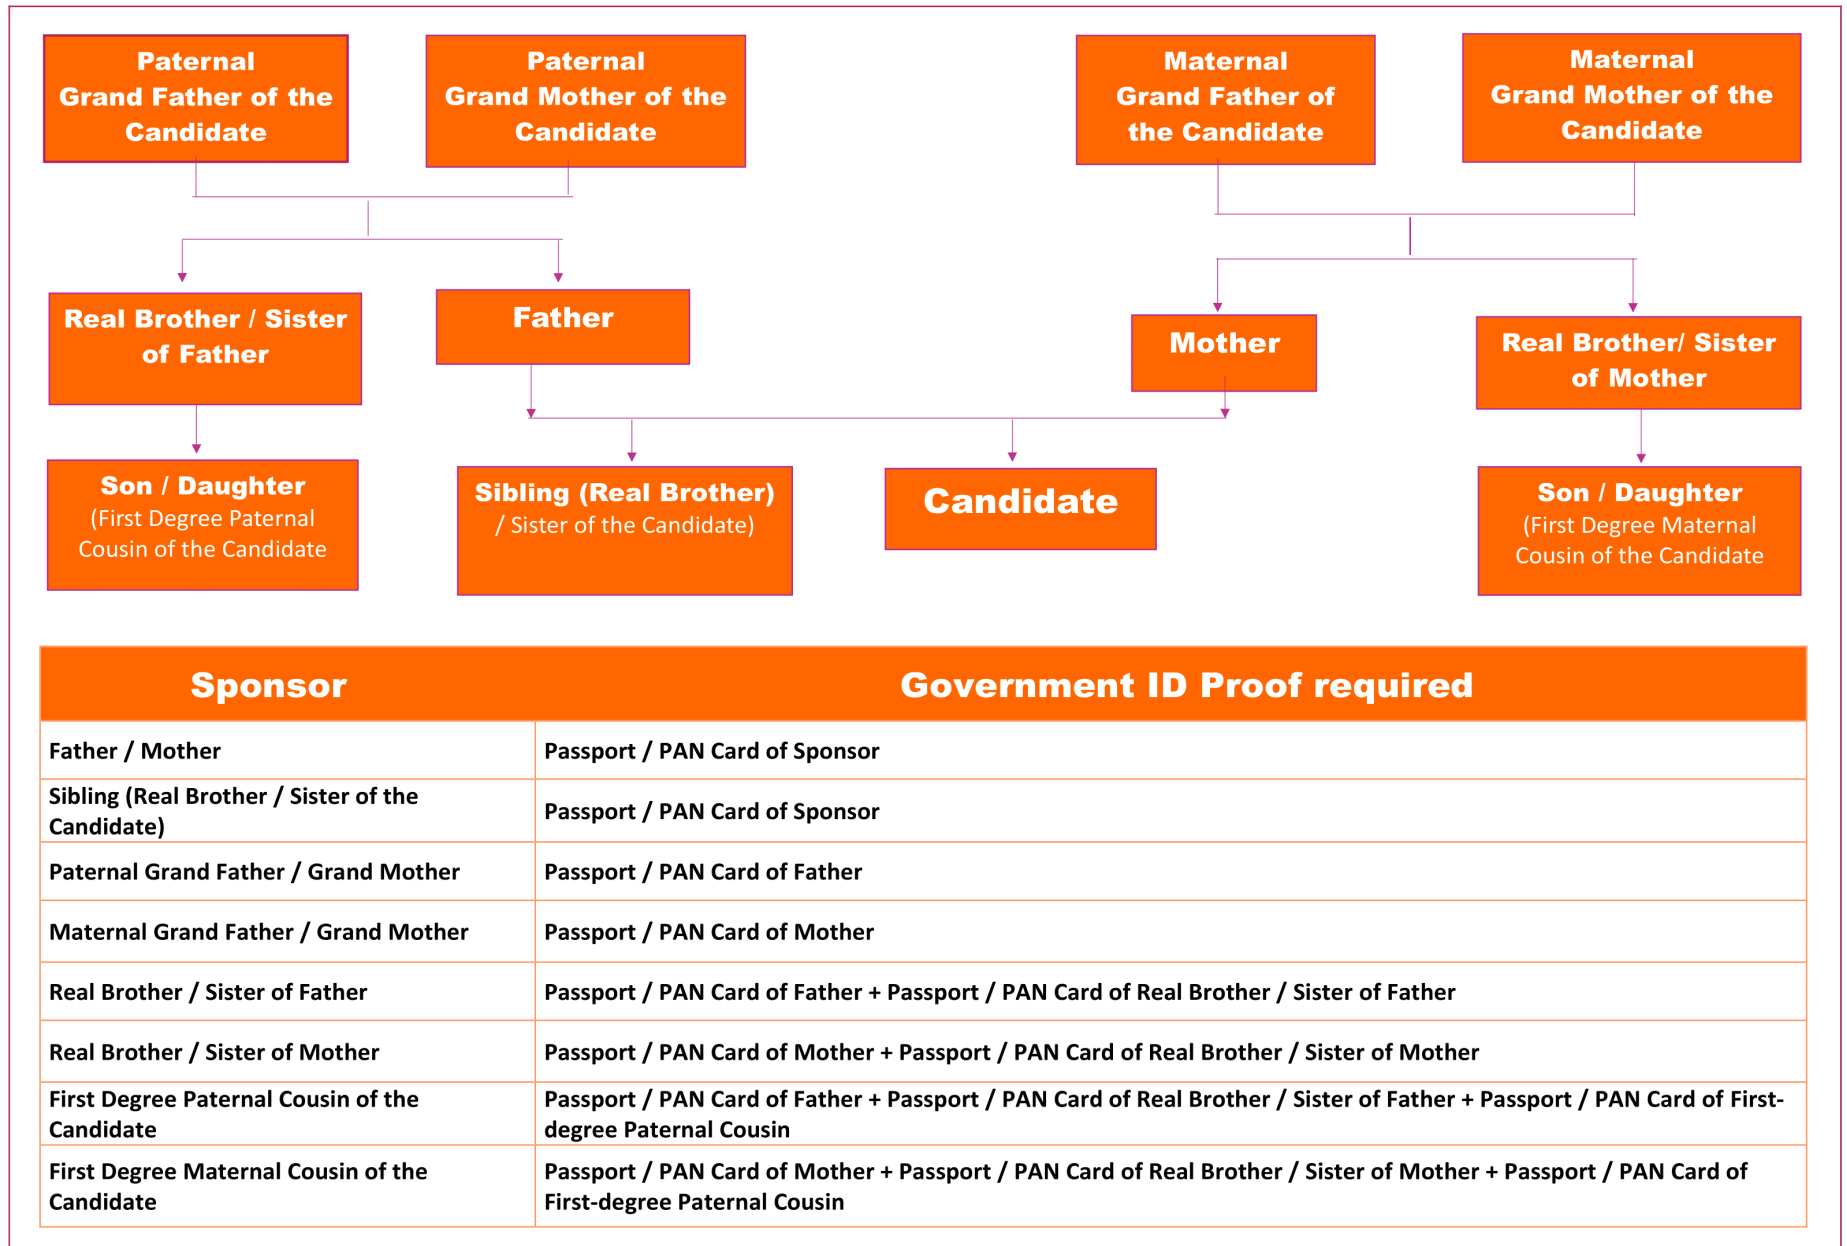 Paternal
Grand Father of the
Candidate
Paternal
Grand Mother of the
Candidate
Maternal
Grand Father of
the Candidate
Maternal
Grand Mother of the
Candidate
Real Brother / Sister
of Father
Father
Mother
Real Brother/ Sister
of Mother
Son / Daughter
(First Degree Paternal
Cousin of the Candidate
Sibling (Real Brother)
/ Sister of the Candidate)
Candidate
Son / Daughter
(First Degree Maternal
Cousin of the Candidate
Sponsor
Government ID Proof required
Father / Mother
Passport / PAN Card of Sponsor
Sibling (Real Brother / Sister of the
Candidate)
Passport / PAN Card of Sponsor
Paternal Grand Father / Grand Mother
Passport / PAN Card of Father
Maternal Grand Father / Grand Mother
Passport / PAN Card of Mother
Real Brother / Sister of Father
Passport / PAN Card of Father + Passport / PAN Card of Real Brother / Sister of Father
Real Brother / Sister of Mother
Passport / PAN Card of Mother + Passport / PAN Card of Real Brother / Sister of Mother
First Degree Paternal Cousin of the
Candidate
Passport / PAN Card of Father + Passport / PAN Card of Real Brother / Sister of Father + Passport / PAN Card of First-
degree Paternal Cousin
First Degree Maternal Cousin of the
Candidate
Passport / PAN Card of Mother + Passport / PAN Card of Real Brother / Sister of Mother + Passport / PAN Card of
First-degree Paternal Cousin